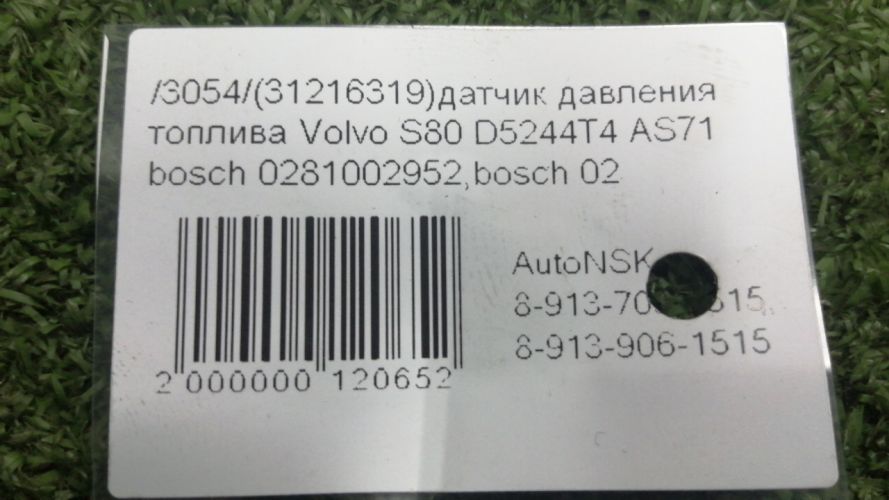 /3054/(31216319)датчик давления
топлива Volvo S80 D5244T4 AS71
bosch 0281002952,bosch 02
AutoNSK
8-913-906-1515
2 000000 120652